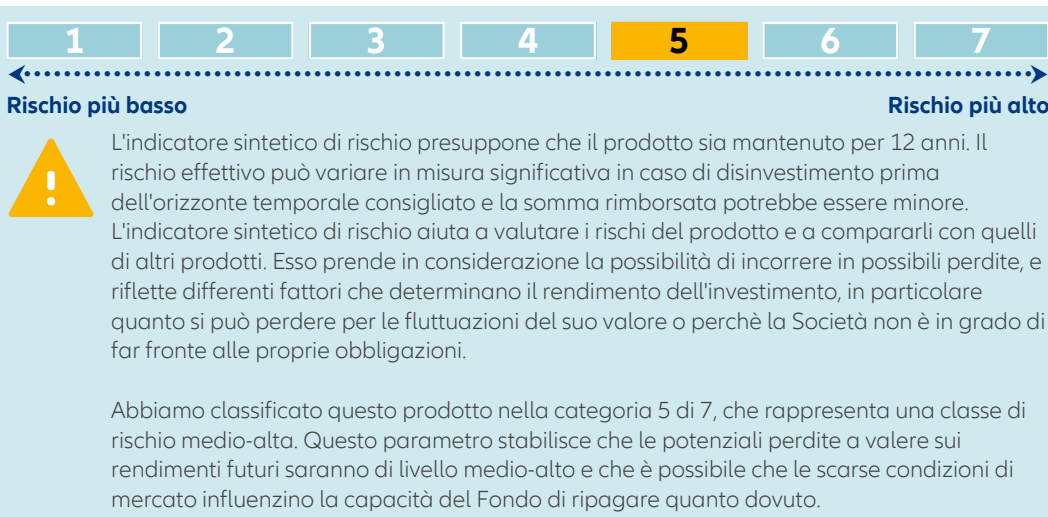 1 2 3 4 5 6 7
Rischio più basso Rischio più alto
L'indicatore sintetico di rischio presuppone che il prodotto sia mantenuto per 12 anni. Il
rischio effettivo può variare in misura significativa in caso di disinvestimento prima
dell'orizzonte temporale consigliato e la somma rimborsata potrebbe essere minore.
L'indicatore sintetico di rischio aiuta a valutare i rischi del prodotto e a compararli con quelli
di altri prodotti. Esso prende in considerazione la possibilità di incorrere in possibili perdite, e
riflette differenti fattori che determinano il rendimento dell'investimento, in particolare
quanto si può perdere per le fluttuazioni del suo valore o perchè la Società non è in grado di
far fronte alle proprie obbligazioni.
Abbiamo classificato questo prodotto nella categoria 5 di 7, che rappresenta una classe di
rischio medio-alta. Questo parametro stabilisce che le potenziali perdite a valere sui
rendimenti futuri saranno di livello medio-alto e che è possibile che le scarse condizioni di
mercato influenzino la capacità del Fondo di ripagare quanto dovuto.